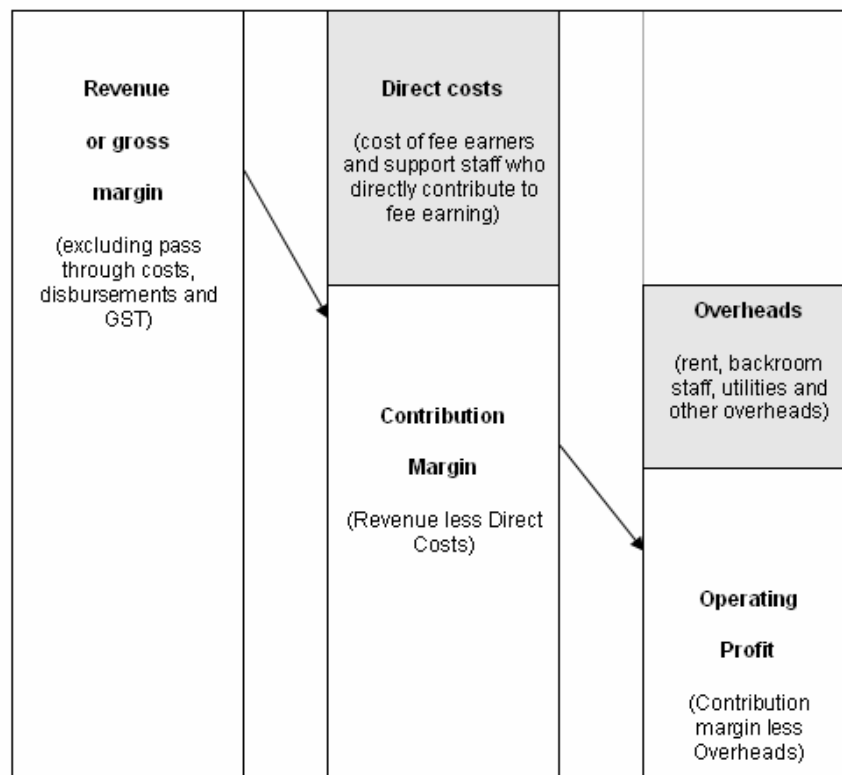 Revenue
or gross
margin
(excluding pass
through costs,
disbursements and
GST)
Direct costs
(cost of fee earners
and support staff who
directly contribute to
fee earning)
Contribution
Margin
(Revenue less Direct
Costs)
Overheads
(rent, backroom
staff, utilities and
other overheads)
Operating
Profit
(Contribution
margin less
Overheads)